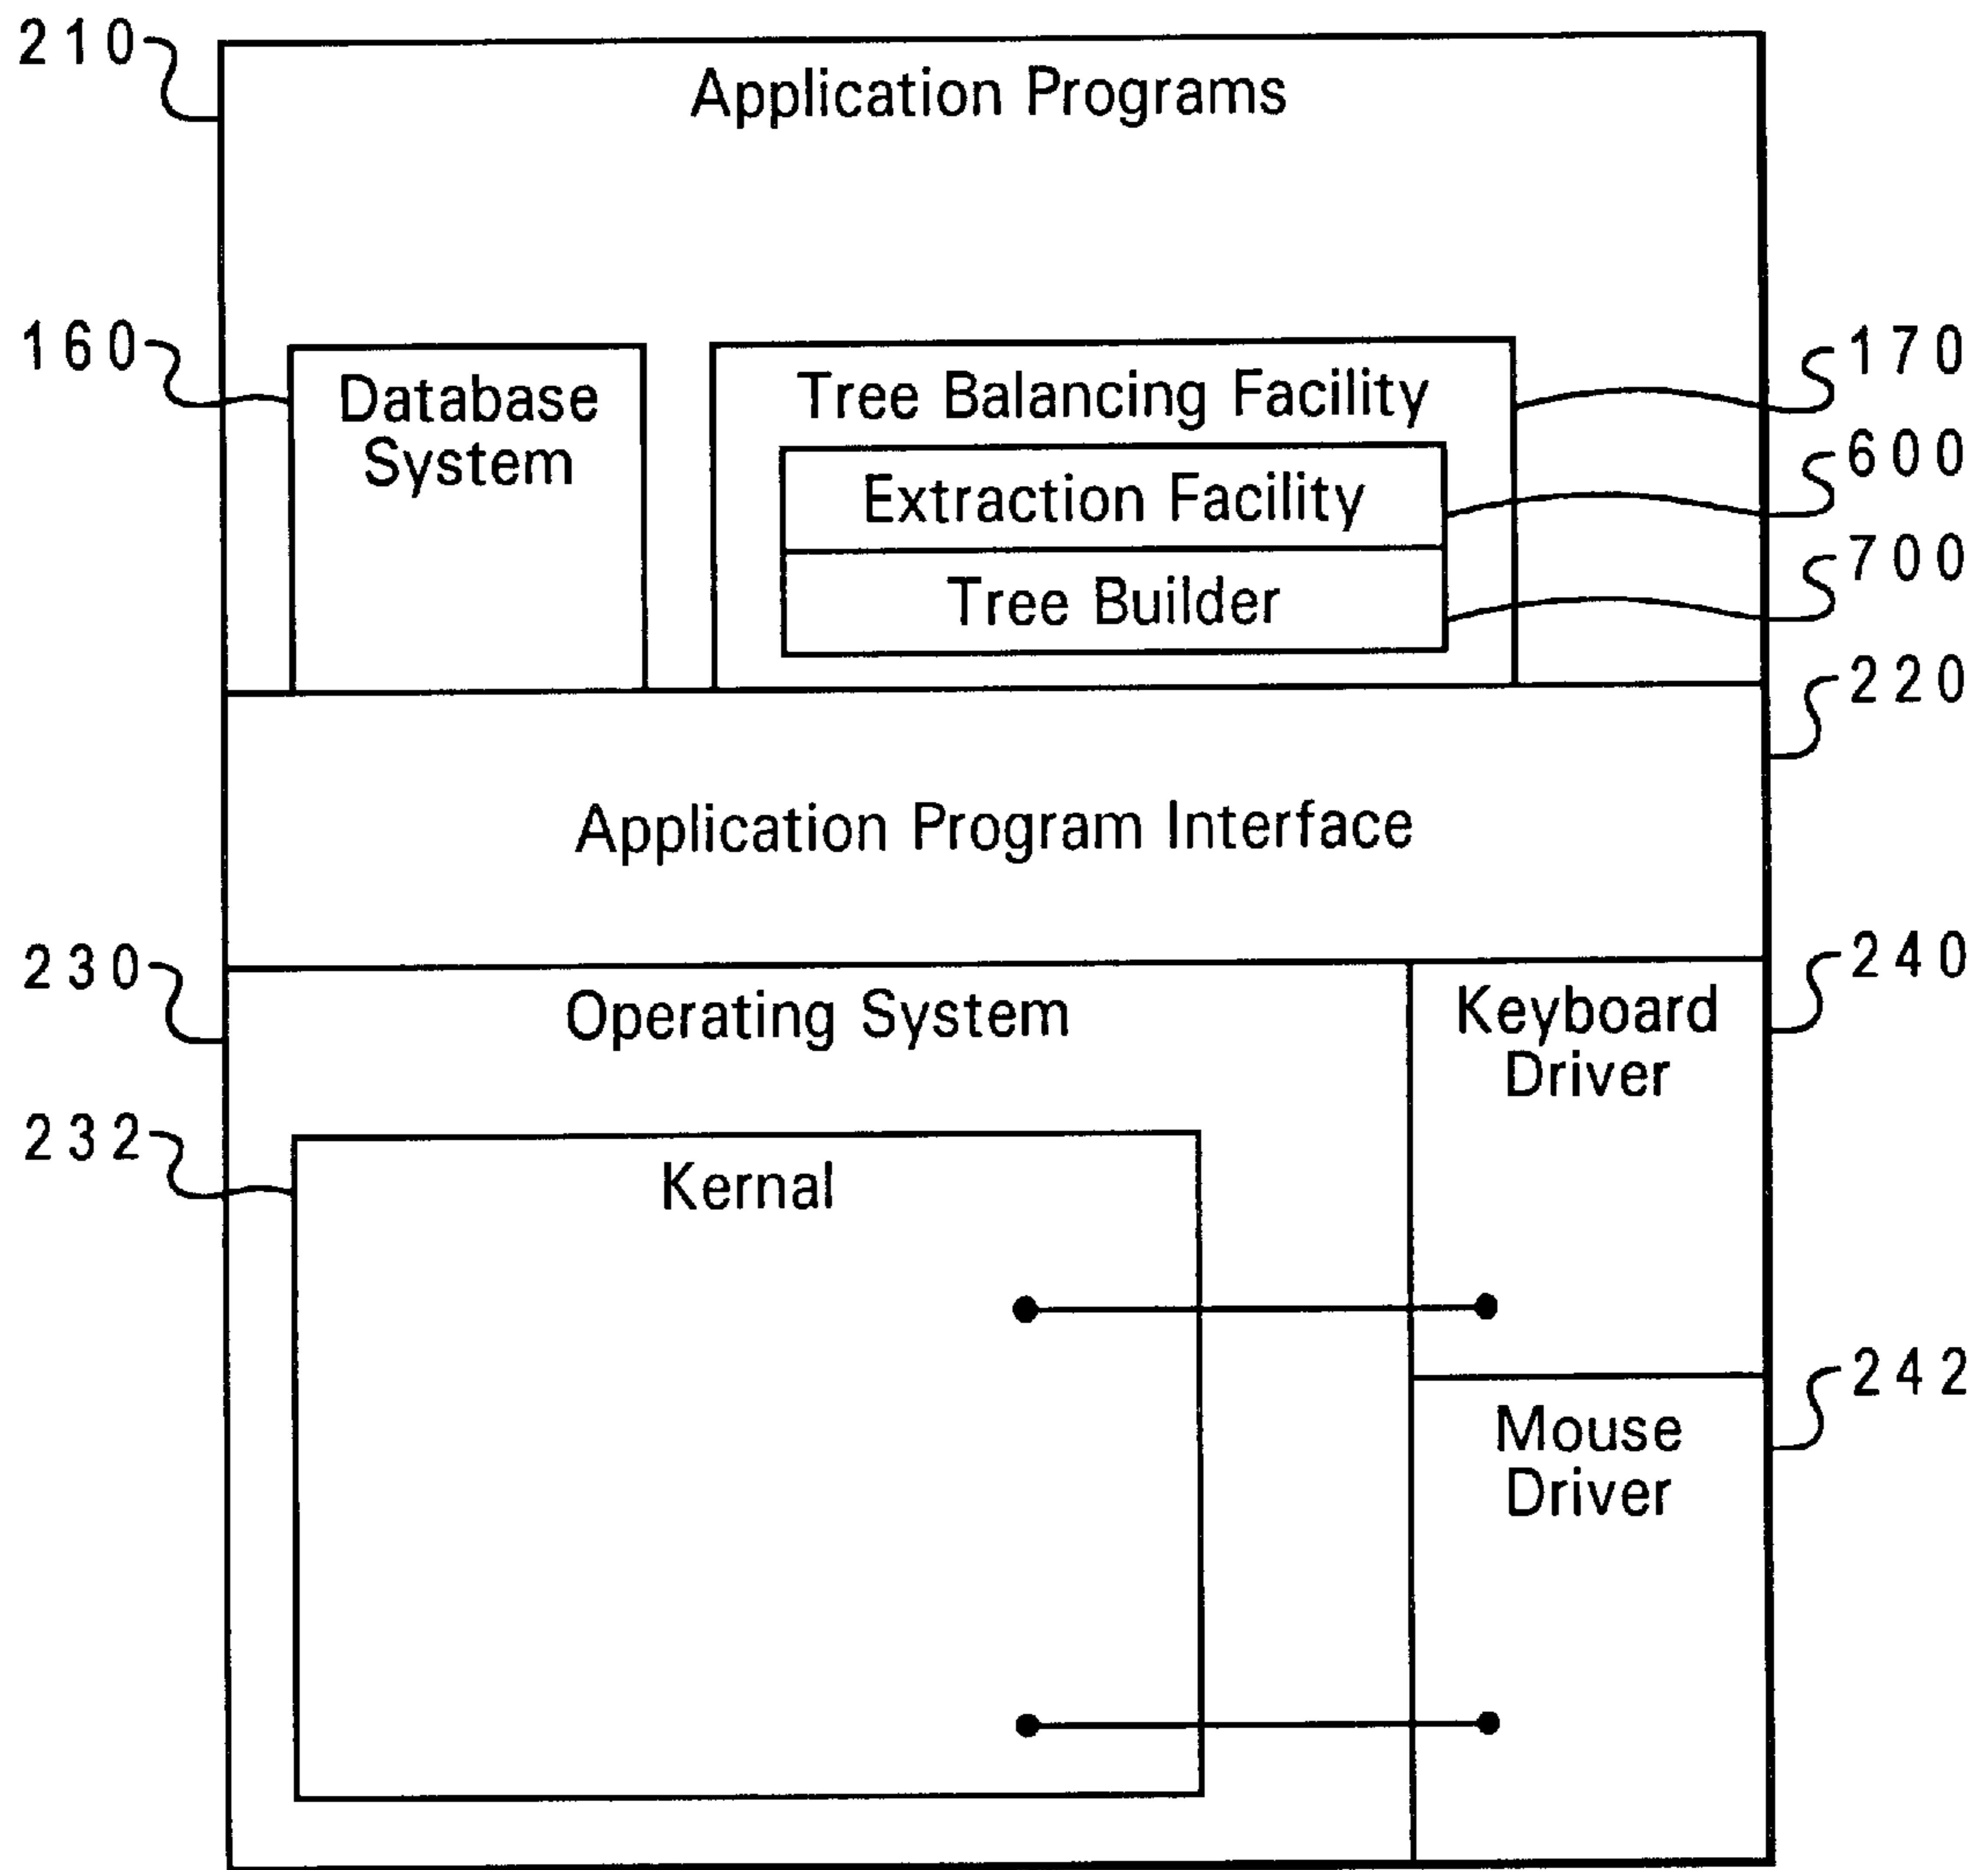 210
Application Programs
160
Database
System
Tree Balancing Facility
170
Extraction Facility
600
Tree Builder
700
220
Application Program Interface
230
Operating System
240
Keyboard
Driver
232
Kernal
242
Mouse
Driver